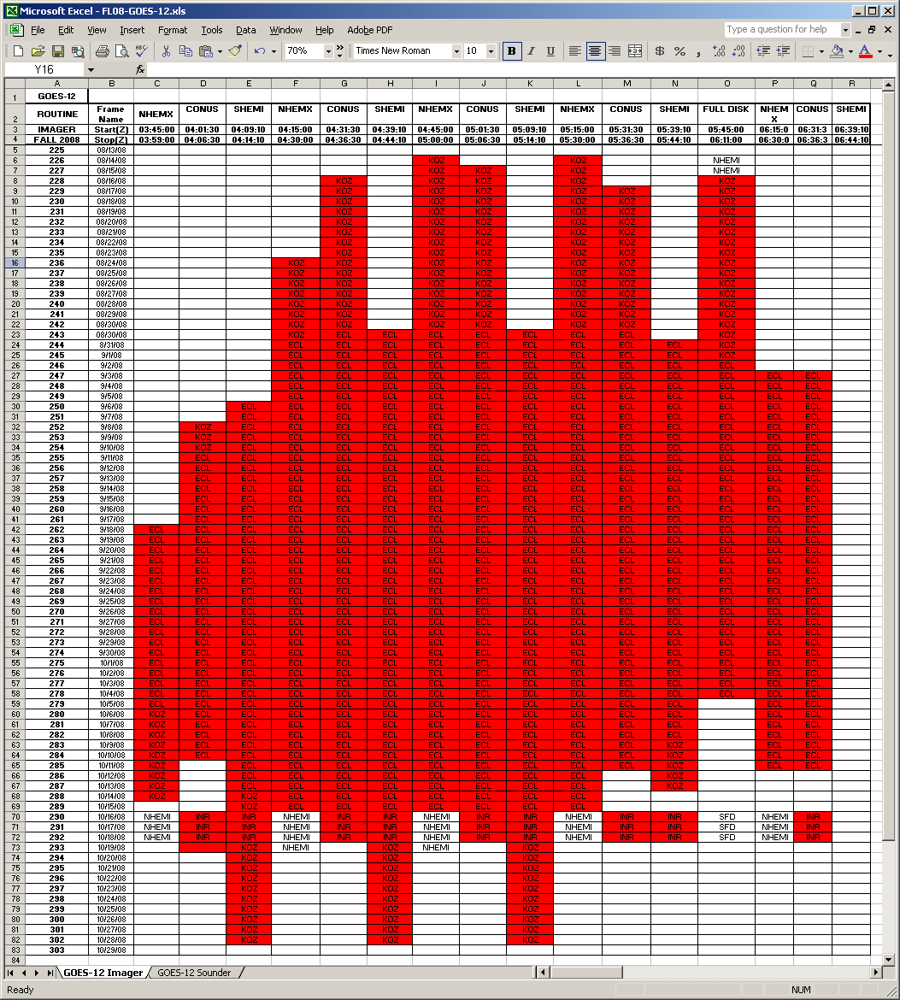 Microsoft Excel - FL08-GOES-12.xls
File Edit View Insert Format Tools Data Window Help Adobe PDF Type a question for help
70% Times New Roman 10 B I U $ % ,
Y16 fx
A B C D E F G H I J K L M N O P Q R
1 GOES-12
2 ROUTINE Frame Name NHEMX CONUS SHEMI NHEMX CONUS SHEMI NHEMX CONUS SHEMI NHEMX CONUS SHEMI FULL DISK NHEM X CONUS SHEMI
3 IMAGER Start(Z) 03:45:00 04:01:30 04:09:10 04:15:00 04:31:30 04:39:10 04:45:00 05:01:30 05:09:10 05:15:00 05:31:30 05:39:10 05:45:00 06:15:0 06:31:3 06:39:10
4 FALL 2008 Stop(Z) 03:59:00 04:06:30 04:14:10 04:30:00 04:36:30 04:44:10 05:00:00 05:06:30 05:14:10 05:30:00 05:36:30 05:44:10 06:11:00 06:30:0 06:36:3 06:44:10
5 225 08/13/08
6 226 08/14/08 KOZ KOZ NHEMI
7 227 08/15/08 KOZ KOZ KOZ NHEMI
8 228 08/16/08 KOZ KOZ KOZ KOZ KOZ
9 229 08/17/08 KOZ KOZ KOZ KOZ KOZ KOZ
10 230 08/18/08 KOZ KOZ KOZ KOZ KOZ KOZ
11 231 08/19/08 KOZ KOZ KOZ KOZ KOZ KOZ
12 232 08/20/08 KOZ KOZ KOZ KOZ KOZ KOZ
13 233 08/21/08 KOZ KOZ KOZ KOZ KOZ KOZ
14 234 08/22/08 KOZ KOZ KOZ KOZ KOZ KOZ
15 235 08/23/08 KOZ KOZ KOZ KOZ KOZ KOZ
16 236 08/24/08 KOZ KOZ KOZ KOZ KOZ KOZ KOZ
17 237 08/25/08 KOZ KOZ KOZ KOZ KOZ KOZ KOZ
18 238 08/26/08 KOZ KOZ KOZ KOZ KOZ KOZ KOZ
19 239 08/27/08 KOZ KOZ KOZ KOZ KOZ KOZ KOZ
20 240 08/28/08 KOZ KOZ KOZ KOZ KOZ KOZ KOZ
21 241 08/29/08 KOZ KOZ KOZ KOZ KOZ KOZ KOZ
22 242 08/30/08 KOZ KOZ KOZ KOZ KOZ KOZ KOZ
23 243 08/30/08 KOZ ECL ECL ECL ECL ECL ECL ECL KOZ
24 244 8/31/08 ECL ECL ECL ECL ECL ECL ECL ECL ECL KOZ
25 245 9/1/08 ECL ECL ECL ECL ECL ECL ECL ECL ECL KOZ
26 246 9/2/08 ECL ECL ECL ECL ECL ECL ECL ECL ECL ECL
27 247 9/3/08 ECL ECL ECL ECL ECL ECL ECL ECL ECL ECL ECL ECL
28 248 9/4/08 ECL ECL ECL ECL ECL ECL ECL ECL ECL ECL ECL ECL
29 249 9/5/08 ECL ECL ECL ECL ECL ECL ECL ECL ECL ECL ECL ECL
30 250 9/6/08 ECL ECL ECL ECL ECL ECL ECL ECL ECL ECL ECL ECL ECL
31 251 9/7/08 ECL ECL ECL ECL ECL ECL ECL ECL ECL ECL ECL ECL ECL
32 252 9/8/08 KOZ ECL ECL ECL ECL ECL ECL ECL ECL ECL ECL ECL ECL ECL
33 253 9/9/08 KOZ ECL ECL ECL ECL ECL ECL ECL ECL ECL ECL ECL ECL ECL
34 254 9/10/08 KOZ ECL ECL ECL ECL ECL ECL ECL ECL ECL ECL ECL ECL ECL
35 255 9/11/08 ECL ECL ECL ECL ECL ECL ECL ECL ECL ECL ECL ECL ECL ECL
36 256 9/12/08 ECL ECL ECL ECL ECL ECL ECL ECL ECL ECL ECL ECL ECL ECL
37 257 9/13/08 ECL ECL ECL ECL ECL ECL ECL ECL ECL ECL ECL ECL ECL ECL
38 258 9/14/08 ECL ECL ECL ECL ECL ECL ECL ECL ECL ECL ECL ECL ECL ECL
39 259 9/15/08 ECL ECL ECL ECL ECL ECL ECL ECL ECL ECL ECL ECL ECL ECL
40 260 9/16/08 ECL ECL ECL ECL ECL ECL ECL ECL ECL ECL ECL ECL ECL ECL
41 261 9/17/08 ECL ECL ECL ECL ECL ECL ECL ECL ECL ECL ECL ECL ECL ECL
42 262 9/18/08 ECL ECL ECL ECL ECL ECL ECL ECL ECL ECL ECL ECL ECL ECL ECL
43 263 9/19/08 ECL ECL ECL ECL ECL ECL ECL ECL ECL ECL ECL ECL ECL ECL ECL
44 264 9/20/08 ECL ECL ECL ECL ECL ECL ECL ECL ECL ECL ECL ECL ECL ECL ECL
45 265 9/21/08 ECL ECL ECL ECL ECL ECL ECL ECL ECL ECL ECL ECL ECL ECL ECL
46 266 9/22/08 ECL ECL ECL ECL ECL ECL ECL ECL ECL ECL ECL ECL ECL ECL ECL
47 267 9/23/08 ECL ECL ECL ECL ECL ECL ECL ECL ECL ECL ECL ECL ECL ECL ECL
48 268 9/24/08 ECL ECL ECL ECL ECL ECL ECL ECL ECL ECL ECL ECL ECL ECL ECL
49 269 9/25/08 ECL ECL ECL ECL ECL ECL ECL ECL ECL ECL ECL ECL ECL ECL ECL
50 270 9/26/08 ECL ECL ECL ECL ECL ECL ECL ECL ECL ECL ECL ECL ECL ECL ECL
51 271 9/27/08 ECL ECL ECL ECL ECL ECL ECL ECL ECL ECL ECL ECL ECL ECL ECL
52 272 9/28/08 ECL ECL ECL ECL ECL ECL ECL ECL ECL ECL ECL ECL ECL ECL ECL
53 273 9/29/08 ECL ECL ECL ECL ECL ECL ECL ECL ECL ECL ECL ECL ECL ECL ECL
54 274 9/30/08 ECL ECL ECL ECL ECL ECL ECL ECL ECL ECL ECL ECL ECL ECL ECL
55 275 10/1/08 ECL ECL ECL ECL ECL ECL ECL ECL ECL ECL ECL ECL ECL ECL ECL
56 276 10/2/08 ECL ECL ECL ECL ECL ECL ECL ECL ECL ECL ECL ECL ECL ECL ECL
57 277 10/3/08 ECL ECL ECL ECL ECL ECL ECL ECL ECL ECL ECL ECL ECL ECL ECL
58 278 10/4/08 ECL ECL ECL ECL ECL ECL ECL ECL ECL ECL ECL ECL ECL ECL ECL
59 279 10/5/08 ECL ECL ECL ECL ECL ECL ECL ECL ECL ECL ECL ECL ECL ECL
60 280 10/6/08 KOZ ECL ECL ECL ECL ECL ECL ECL ECL ECL ECL ECL ECL ECL
61 281 10/7/08 KOZ ECL ECL ECL ECL ECL ECL ECL ECL ECL ECL ECL ECL ECL
62 282 10/8/08 KOZ ECL ECL ECL ECL ECL ECL ECL ECL ECL ECL ECL ECL ECL
63 283 10/9/08 KOZ ECL ECL ECL ECL ECL ECL ECL ECL ECL ECL KOZ ECL ECL
64 284 10/10/08 KOZ ECL ECL ECL ECL ECL ECL ECL ECL ECL ECL KOZ ECL ECL
65 285 10/11/08 KOZ ECL ECL ECL ECL ECL ECL ECL ECL ECL KOZ ECL ECL
66 286 10/12/08 KOZ ECL ECL ECL ECL ECL ECL ECL ECL KOZ
67 287 10/13/08 KOZ ECL ECL ECL ECL ECL ECL ECL ECL KOZ
68 288 10/14/08 KOZ KOZ ECL ECL ECL ECL ECL ECL ECL
69 289 10/15/08 KOZ ECL ECL ECL ECL ECL ECL ECL
70 290 10/16/08 NHEMI INR INR NHEMI INR INR NHEMI INR INR NHEMI INR INR SFD NHEMI INR
71 291 10/17/08 NHEMI INR INR NHEMI INR INR NHEMI INR INR NHEMI INR INR SFD NHEMI INR
72 292 10/18/08 NHEMI INR INR NHEMI INR INR NHEMI INR INR NHEMI INR INR SFD NHEMI INR
73 293 10/19/08 KOZ NHEMI KOZ NHEMI KOZ
74 294 10/20/08 KOZ KOZ KOZ
75 295 10/21/08 KOZ KOZ KOZ
76 296 10/22/08 KOZ KOZ KOZ
77 297 10/23/08 KOZ KOZ KOZ
78 298 10/24/08 KOZ KOZ KOZ
79 299 10/25/08 KOZ KOZ KOZ
80 300 10/26/08 KOZ KOZ KOZ
81 301 10/27/08 KOZ KOZ KOZ
82 302 10/28/08 KOZ KOZ KOZ
83 303 10/29/08
84
GOES-12 Imager GOES-12 Sounder
Ready NUM